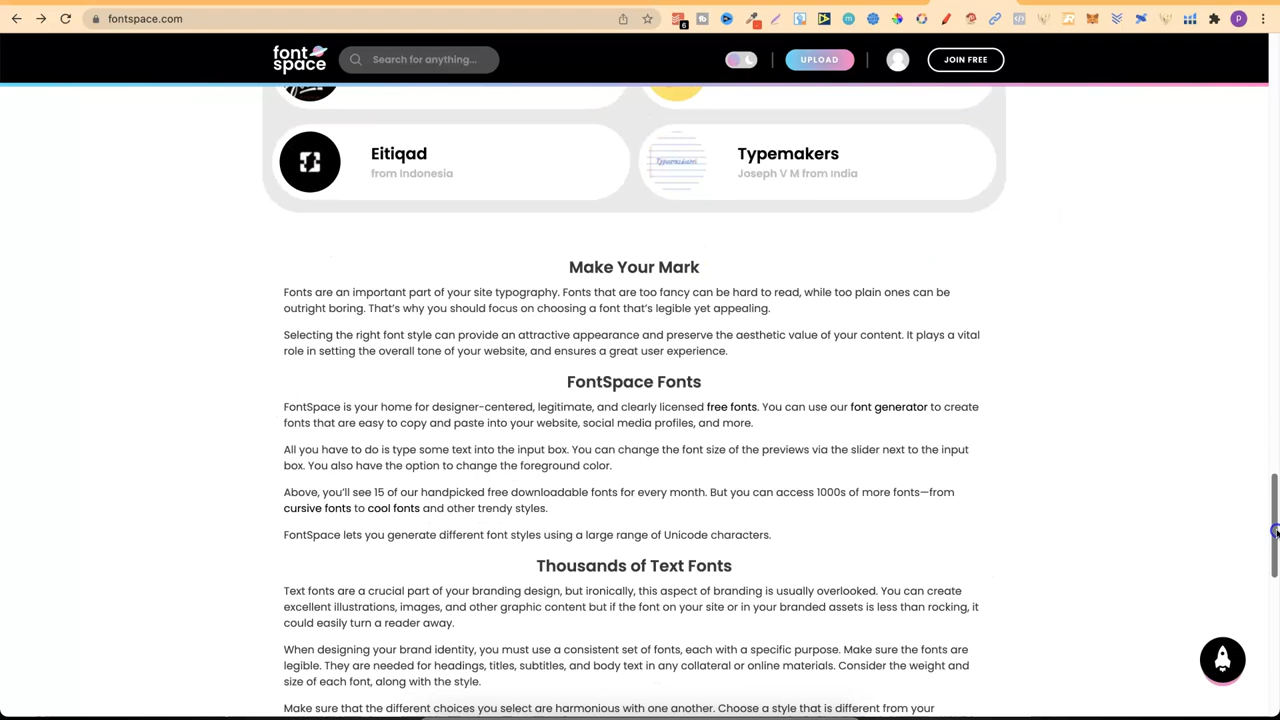 fontspace.com
6
P
font space
Search for anything...
UPLOAD
JOIN FREE
Eitiqad
from Indonesia
Typemakers
Typemakers
Joseph V M from India
Make Your Mark
Fonts are an important part of your site typography. Fonts that are too fancy can be hard to read, while too plain ones can be
outright boring. That’s why you should focus on choosing a font that’s legible yet appealing.
Selecting the right font style can provide an attractive appearance and preserve the aesthetic value of your content. It plays a vital
role in setting the overall tone of your website, and ensures a great user experience.
FontSpace Fonts
FontSpace is your home for designer-centered, legitimate, and clearly licensed free fonts. You can use our font generator to create
fonts that are easy to copy and paste into your website, social media profiles, and more.
All you have to do is type some text into the input box. You can change the font size of the previews via the slider next to the input
box. You also have the option to change the foreground color.
Above, you’ll see 15 of our handpicked free downloadable fonts for every month. But you can access 1000s of more fonts—from
cursive fonts to cool fonts and other trendy styles.
FontSpace lets you generate different font styles using a large range of Unicode characters.
Thousands of Text Fonts
Text fonts are a crucial part of your branding design, but ironically, this aspect of branding is usually overlooked. You can create
excellent illustrations, images, and other graphic content but if the font on your site or in your branded assets is less than rocking, it
could easily turn a reader away.
When designing your brand identity, you must use a consistent set of fonts, each with a specific purpose. Make sure the fonts are
legible. They are needed for headings, titles, subtitles, and body text in any collateral or online materials. Consider the weight and
size of each font, along with the style.
Make sure that the different choices you select are harmonious with one another. Choose a style that is different from your